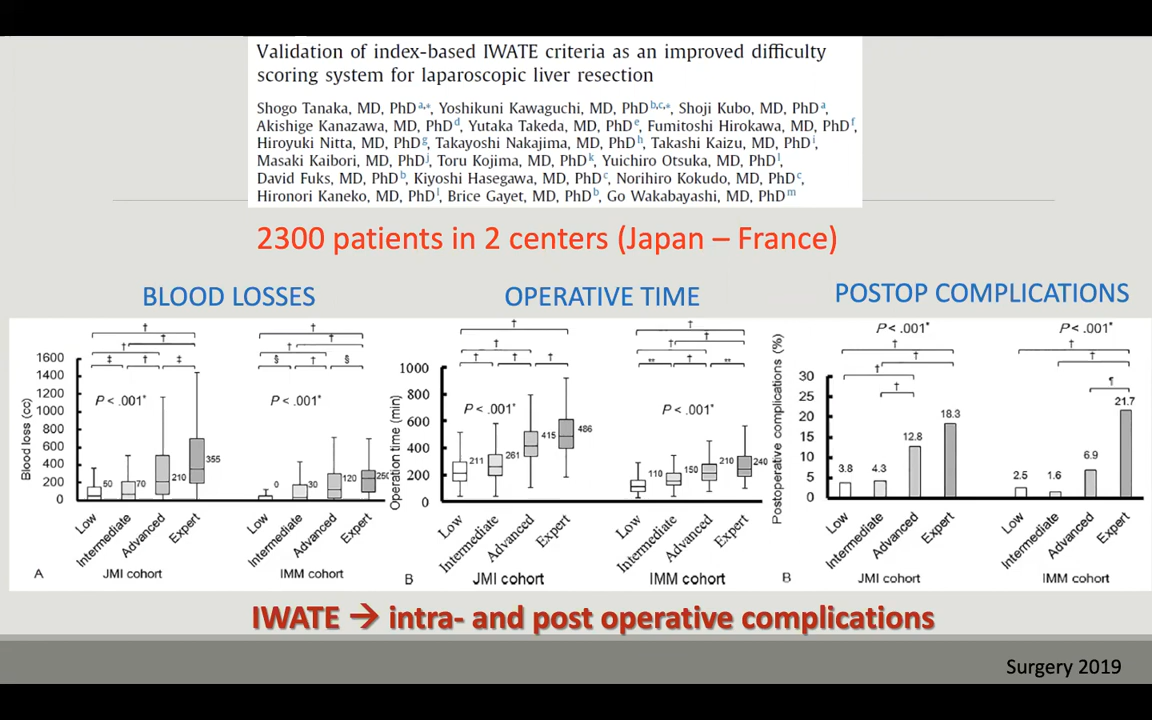 Validation of index-based IWATE criteria as an improved difficulty
scoring system for laparoscopic liver resection
Shogo Tanaka, MD, PhD a,*, Yoshikuni Kawaguchi, MD, PhD b,c,*, Shoji Kubo, MD, PhD a,
Akishige Kanazawa, MD, PhD d, Yutaka Takeda, MD, PhD e, Fumitoshi Hirokawa, MD, PhD f,
Hiroyuki Nitta, MD, PhD g, Takayoshi Nakajima, MD, PhD h, Takashi Kaizu, MD, PhD i,
Masaki Kaibori, MD, PhD j, Toru Kojima, MD, PhD k, Yuichiro Otsuka, MD, PhD l,
David Fuks, MD, PhD b, Kiyoshi Hasegawa, MD, PhD c, Norihiro Kokudo, MD, PhD c,
Hironori Kaneko, MD, PhD l, Brice Gayet, MD, PhD b, Go Wakabayashi, MD, PhD m
2300 patients in 2 centers (Japan – France)
BLOOD LOSSES
† † † † ‡ † ‡
† † † † § † §
Blood loss (cc)
1600
1400
1200
1000
800
600
400
200
0
P < .001*
P < .001*
50 70 210 355
0 30 120 250
Low Intermediate Advanced Expert
Low Intermediate Advanced Expert
A
JMI cohort
IMM cohort
OPERATIVE TIME
† † † † † †
† † † † ** † **
Operation time (min)
1000
800
600
400
200
0
P < .001*
P < .001*
211 261 415 486
110 150 210 240
Low Intermediate Advanced Expert
Low Intermediate Advanced Expert
B
JMI cohort
IMM cohort
POSTOP COMPLICATIONS
P < .001*
P < .001*
† † † †
† † ¶
Postoperative complications (%)
30
25
20
15
10
5
0
3.8 4.3 12.8 18.3
2.5 1.6 6.9 21.7
Low Intermediate Advanced Expert
Low Intermediate Advanced Expert
B
JMI cohort
IMM cohort
IWATE → intra- and post operative complications
Surgery 2019